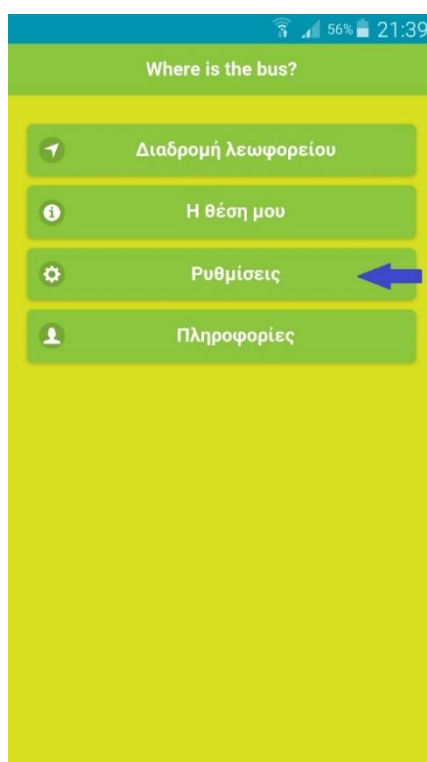 56% 21:39
Where is the bus?
Διαδρομή λεωφορείου
Η θέση μου
Ρυθμίσεις
Πληροφορίες